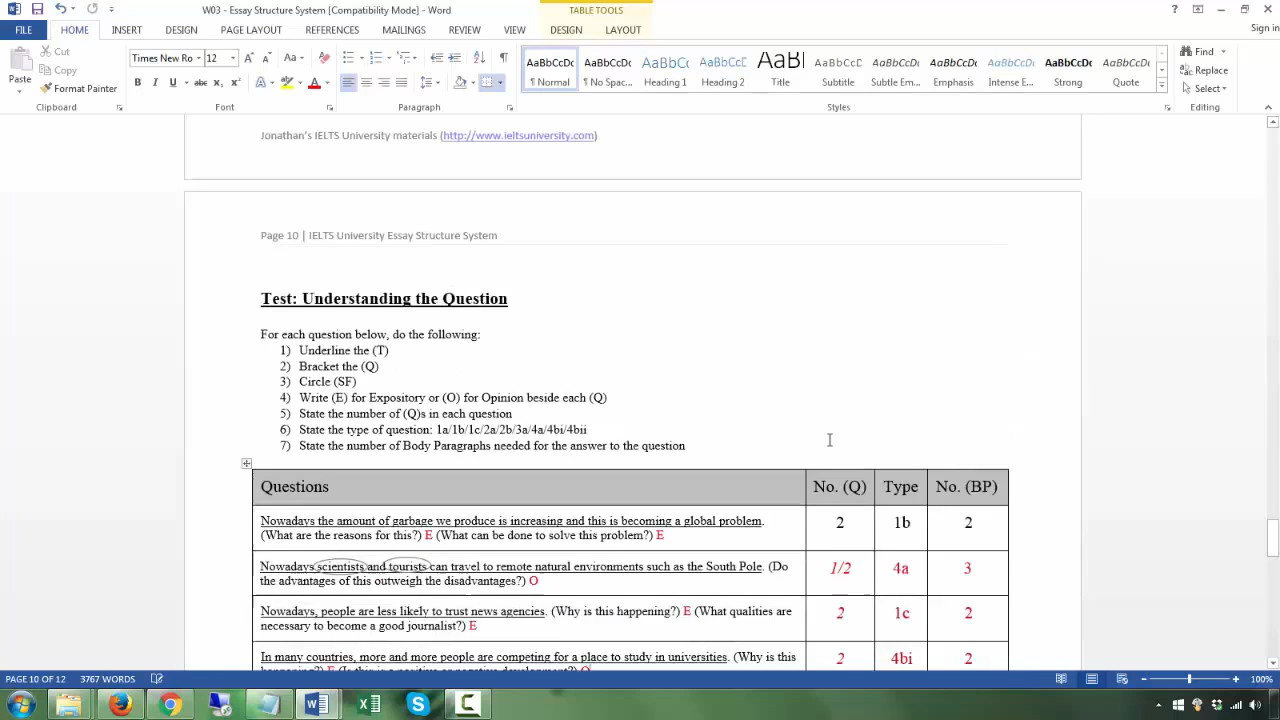 W03 - Essay Structure System [Compatibility Mode] - Word
TABLE TOOLS
FILE HOME INSERT DESIGN PAGE LAYOUT REFERENCES MAILINGS REVIEW VIEW DESIGN LAYOUT Sign in
Paste
Cut
Copy
Format Painter
Clipboard
Times New Ro 12
Font
Paragraph
AaBbCcDc AaBbCcDc AaBbCc AaBbCcC AaBl AaBbCcC AaBbCcDc AaBbCcDc AaBbCcDc AaBbCcDc AaBbCcDc
¶ Normal ¶ No Spac... Heading 1 Heading 2 Title Subtitle Subtle Em... Emphasis Intense E... Strong Quote
Styles
Find
Replace
Select
Editing
Jonathan's IELTS University materials (http://www.ieltsuniversity.com)
Page 10 | IELTS University Essay Structure System
Test: Understanding the Question
For each question below, do the following:
1) Underline the (T)
2) Bracket the (Q)
3) Circle (SF)
4) Write (E) for Expository or (O) for Opinion beside each (Q)
5) State the number of (Q)s in each question
6) State the type of question: 1a/1b/1c/2a/2b/3a/4a/4bi/4bii
7) State the number of Body Paragraphs needed for the answer to the question
Questions No. (Q) Type No. (BP)
Nowadays the amount of garbage we produce is increasing and this is becoming a global problem.
(What are the reasons for this?) E (What can be done to solve this problem?) E
2 1b 2
Nowadays scientists and tourists can travel to remote natural environments such as the South Pole. (Do
the advantages of this outweigh the disadvantages?) O
1/2 4a 3
Nowadays, people are less likely to trust news agencies. (Why is this happening?) E (What qualities are
necessary to become a good journalist?) E
2 1c 2
In many countries, more and more people are competing for a place to study in universities. (Why is this
happening?) E (Is this a positive or negative development?) O
2 4bi 2
PAGE 10 OF 12 3767 WORDS 100%